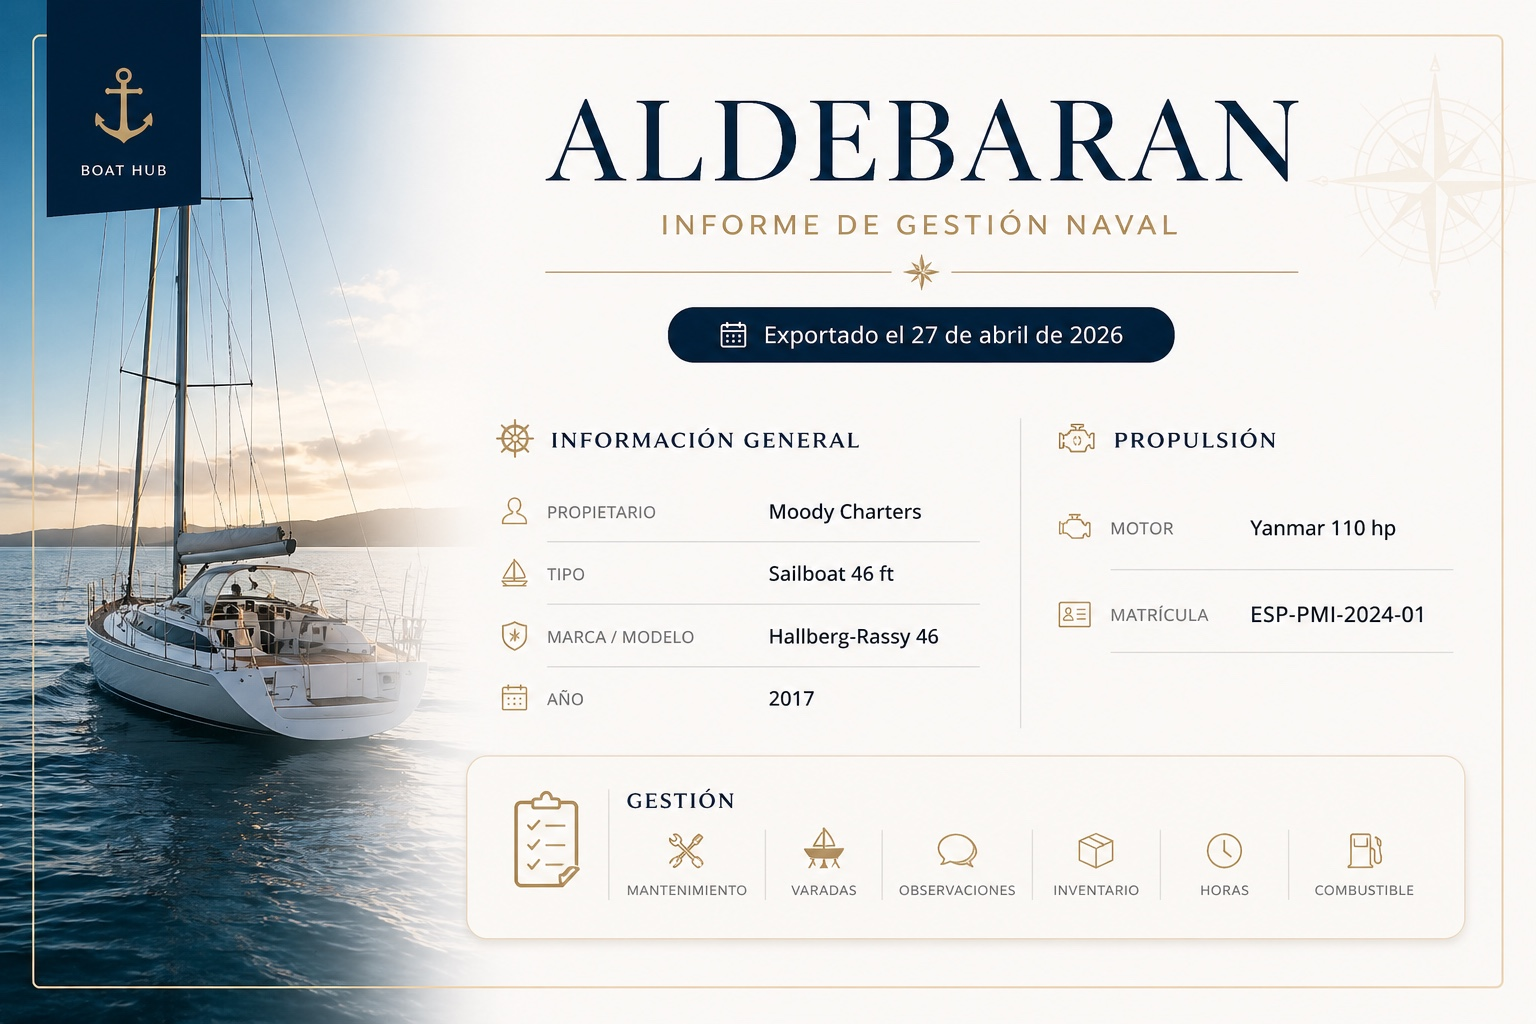 BOAT HUB
ALDEBARAN
INFORME DE GESTIÓN NAVAL
Exportado el 27 de abril de 2026
INFORMACIÓN GENERAL
PROPIETARIO Moody Charters
TIPO Sailboat 46 ft
MARCA / MODELO Hallberg-Rassy 46
AÑO 2017
PROPULSIÓN
MOTOR Yanmar 110 hp
MATRÍCULA ESP-PMI-2024-01
GESTIÓN
MANTENIMIENTO VARADAS OBSERVACIONES INVENTARIO HORAS COMBUSTIBLE